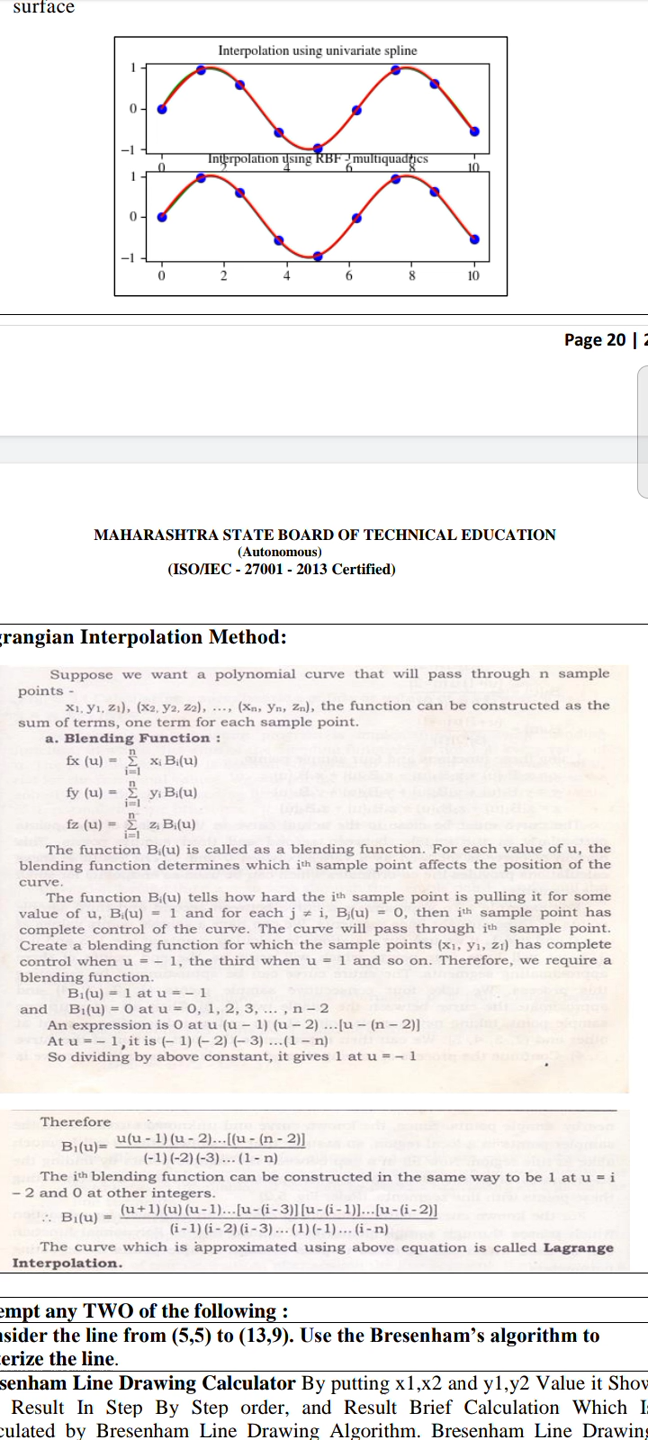 surface
Interpolation using univariate spline
1
0
−1
0 4 6 8 10
Interpolation using RBF - multiquadrics
1
0
−1
0 2 4 6 8 10
Page 20 | 2
MAHARASHTRA STATE BOARD OF TECHNICAL EDUCATION
(Autonomous)
(ISO/IEC - 27001 - 2013 Certified)
grangian Interpolation Method:
Suppose we want a polynomial curve that will pass through n sample
points -
x₁, y₁, z₁), (x₂, y₂, z₂), ..., (xₙ, yₙ, zₙ), the function can be constructed as the
sum of terms, one term for each sample point.
a. Blending Function :
fx (u) = n Σ i=1 xᵢ Bᵢ(u)
fy (u) = n Σ i=1 yᵢ Bᵢ(u)
fz (u) = n Σ i=1 zᵢ Bᵢ(u)
The function Bᵢ(u) is called as a blending function. For each value of u, the
blending function determines which iᵗʰ sample point affects the position of the
curve.
The function Bᵢ(u) tells how hard the iᵗʰ sample point is pulling it for some
value of u, Bᵢ(u) = 1 and for each j ≠ i, Bⱼ(u) = 0, then iᵗʰ sample point has
complete control of the curve. The curve will pass through iᵗʰ sample point.
Create a blending function for which the sample points (x₁, y₁, z₁) has complete
control when u = − 1, the third when u = 1 and so on. Therefore, we require a
blending function.
B₁(u) = 1 at u = − 1
and B₁(u) = 0 at u = 0, 1, 2, 3, ... , n − 2
An expression is 0 at u (u − 1) (u − 2) ...[u − (n − 2)]
At u = − 1, it is (− 1) (− 2) (− 3) ...(1 − n)
So dividing by above constant, it gives 1 at u = − 1
Therefore
B₁(u)= u(u - 1) (u - 2)...[(u - (n - 2)] / (-1) (-2) (-3) ... (1 - n)
The iᵗʰ blending function can be constructed in the same way to be 1 at u = i
− 2 and 0 at other integers.
∴ Bᵢ(u) = (u+1) (u) (u-1)...[u-(i-3)] [u-(i-1)]...[u-(i-2)] / (i-1) (i-2) (i-3) ... (1) (-1) ... (i-n)
The curve which is approximated using above equation is called Lagrange
Interpolation.
empt any TWO of the following :
nsider the line from (5,5) to (13,9). Use the Bresenham’s algorithm to
terize the line.
senham Line Drawing Calculator By putting x1,x2 and y1,y2 Value it Show
Result In Step By Step order, and Result Brief Calculation Which Is
culated by Bresenham Line Drawing Algorithm. Bresenham Line Drawing